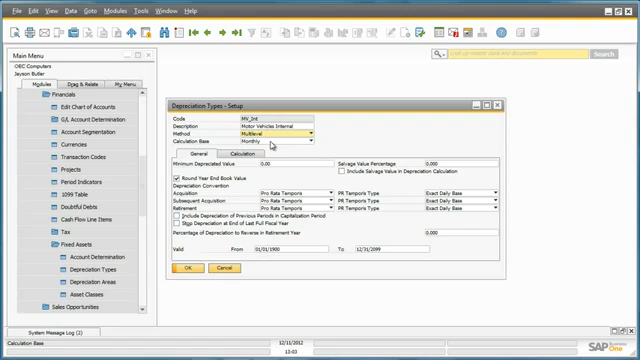 File Edit View Data Goto Modules Tools Window Help
Main Menu
OEC Computers
Jayson Butler
Search
Modules Drag & Relate My Menu
Financials
Edit Chart of Accounts
G/L Account Determination
Account Segmentation
Currencies
Transaction Codes
Projects
Period Indicators
1099 Table
Doubtful Debts
Cash Flow Line Items
Tax
Fixed Assets
Account Determination
Depreciation Types
Depreciation Areas
Asset Classes
Sales Opportunities
Depreciation Types - Setup
Code MV_Int
Description Motor Vehicles Internal
Method Multilevel
Calculation Base Monthly
General Calculation
Minimum Depreciated Value 0.00 Salvage Value Percentage 0.000
Include Salvage Value in Depreciation Calculation
Round Year End Book Value
Depreciation Convention
Acquisition Pro Rata Temporis PR Temporis Type Exact Daily Base
Subsequent Acquisition Pro Rata Temporis PR Temporis Type Exact Daily Base
Retirement Pro Rata Temporis PR Temporis Type Exact Daily Base
Include Depreciation of Previous Periods in Capitalization Period
Stop Depreciation at End of Last Full Fiscal Year
Percentage of Depreciation to Reverse in Retirement Year 0.000
Valid From 01/01/1900 To 12/31/2099
OK Cancel
System Message Log (2)
Calculation Base 12/11/2012
13:03
SAP Business One